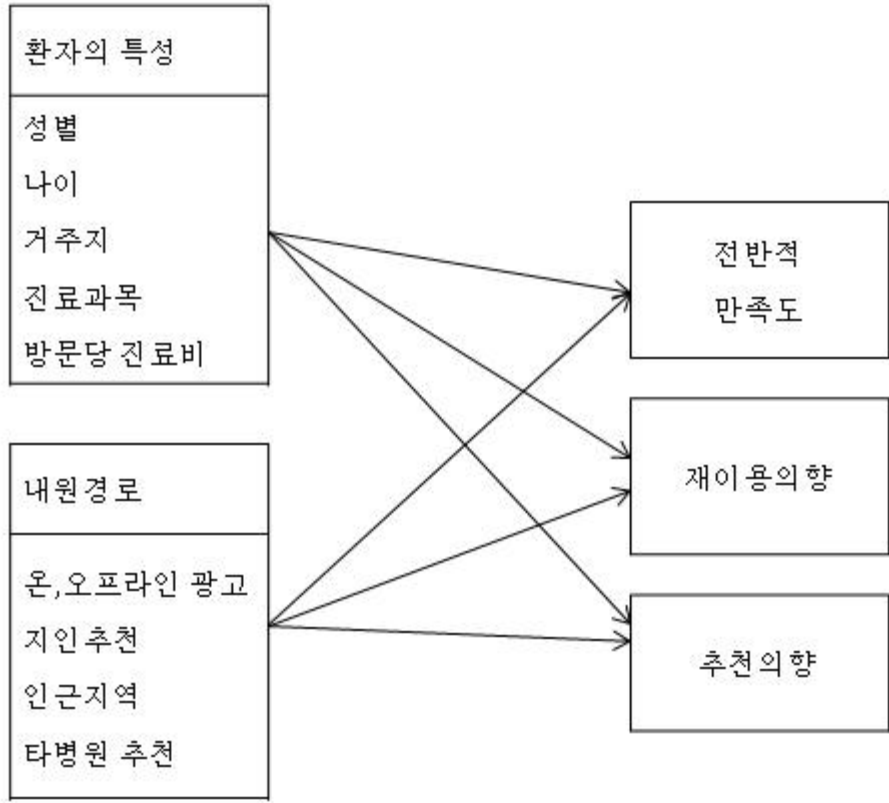 환자의 특성
성별
나이
거주지
진료과목
방문당 진료비
내원경로
온,오프라인 광고
지인추천
인근지역
타병원 추천
전반적
만족도
재이용의향
추천의향